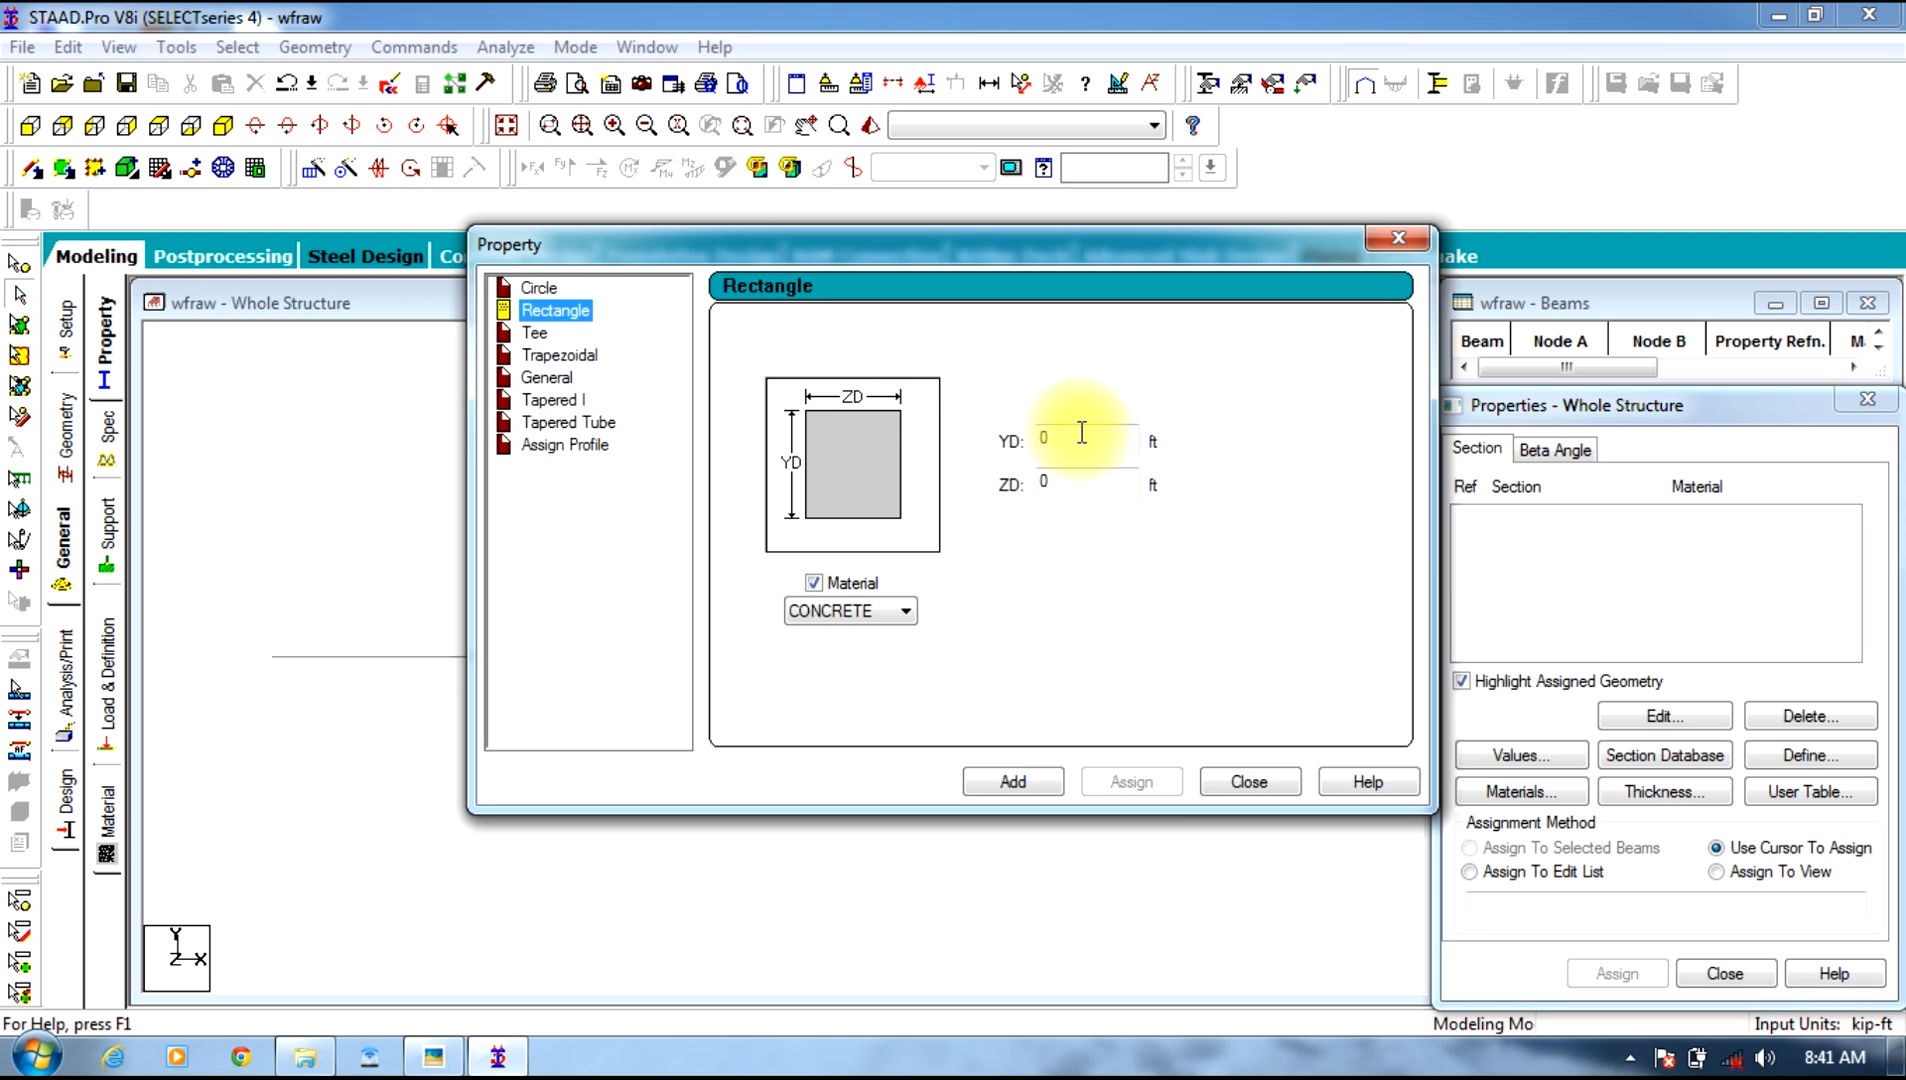 STAAD.Pro V8i (SELECTseries 4) - wfraw
File Edit View Tools Select Geometry Commands Analyze Mode Window Help
Modeling Postprocessing Steel Design Co
ake
Property
Circle
Rectangle
Tee
Trapezoidal
General
Tapered I
Tapered Tube
Assign Profile
Rectangle
ZD
YD
YD: 0 ft
ZD: 0 ft
Material
CONCRETE
Add Assign Close Help
wfraw - Whole Structure
Setup
Geometry
General
Analysis/Print
Design
Property
Spec
Support
Load & Definition
Material
Y
Z X
wfraw - Beams
Beam Node A Node B Property Refn. M
Properties - Whole Structure
Section Beta Angle
Ref Section Material
Highlight Assigned Geometry
Edit... Delete...
Values... Section Database Define...
Materials... Thickness... User Table...
Assignment Method
Assign To Selected Beams Use Cursor To Assign
Assign To Edit List Assign To View
Assign Close Help
For Help, press F1
Modeling Mo Input Units: kip-ft
8:41 AM